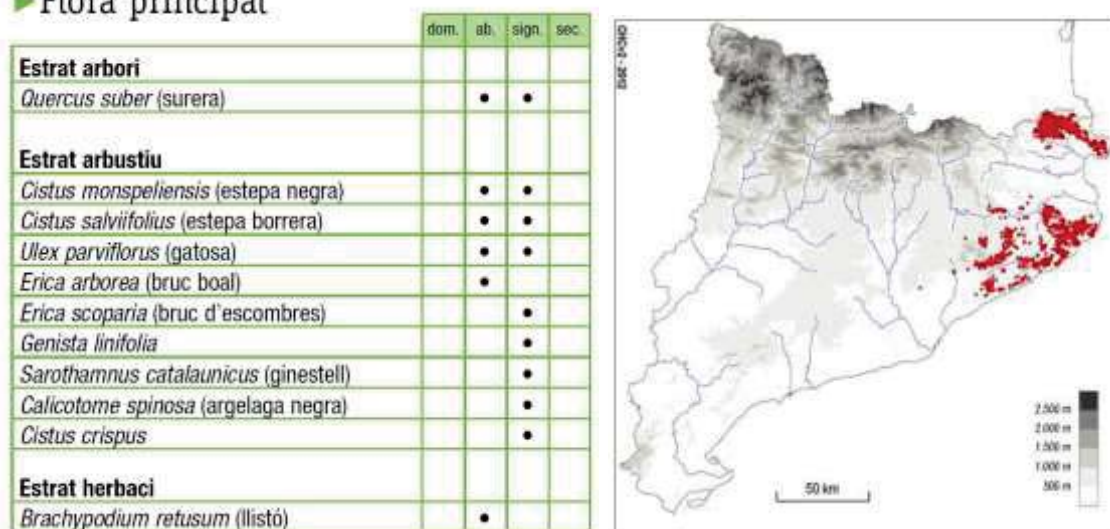 ►Flora principal
dom. ab. sign. sec.
Estrat arbori
Quercus suber (surera) • •
Estrat arbustiu
Cistus monspeliensis (estepa negra) • •
Cistus salviifolius (estepa borrera) • •
Ulex parviflorus (gatosa) • •
Erica arborea (bruc boal) •
Erica scoparia (bruc d'escombres) •
Genista linifolia •
Sarothamnus catalaunicus (ginestell) •
Calicotome spinosa (argelaga negra) •
Cistus crispus •
Estrat herbaci
Brachypodium retusum (llistó) •
2.500 m
2.000 m
1.500 m
1.000 m
500 m
50 km